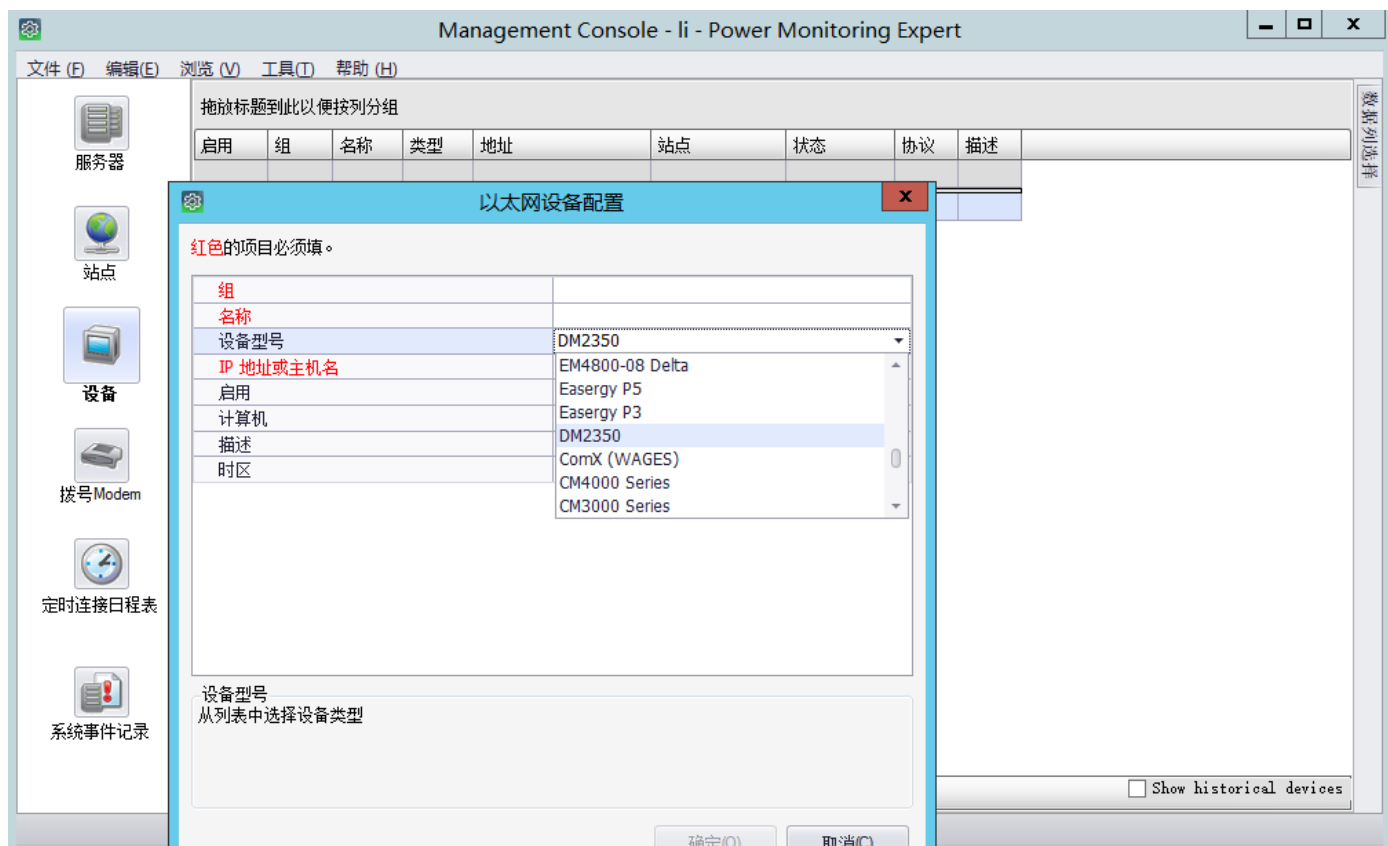 Management Console - li - Power Monitoring Expert
文件 (F) 编辑(E) 浏览 (V) 工具(T) 帮助 (H)
服务器
站点
设备
拨号Modem
定时连接日程表
系统事件记录
拖放标题到此以便按列分组
启用 组 名称 类型 地址 站点 状态 协议 描述
数据列选择
以太网设备配置
红色的项目必须填。
组
名称
设备型号 DM2350
IP 地址或主机名
启用
计算机
描述
时区
EM4800-08 Delta
Easergy P5
Easergy P3
DM2350
ComX (WAGES)
CM4000 Series
CM3000 Series
设备型号
从列表中选择设备类型
Show historical devices
确定(O) 取消(C)